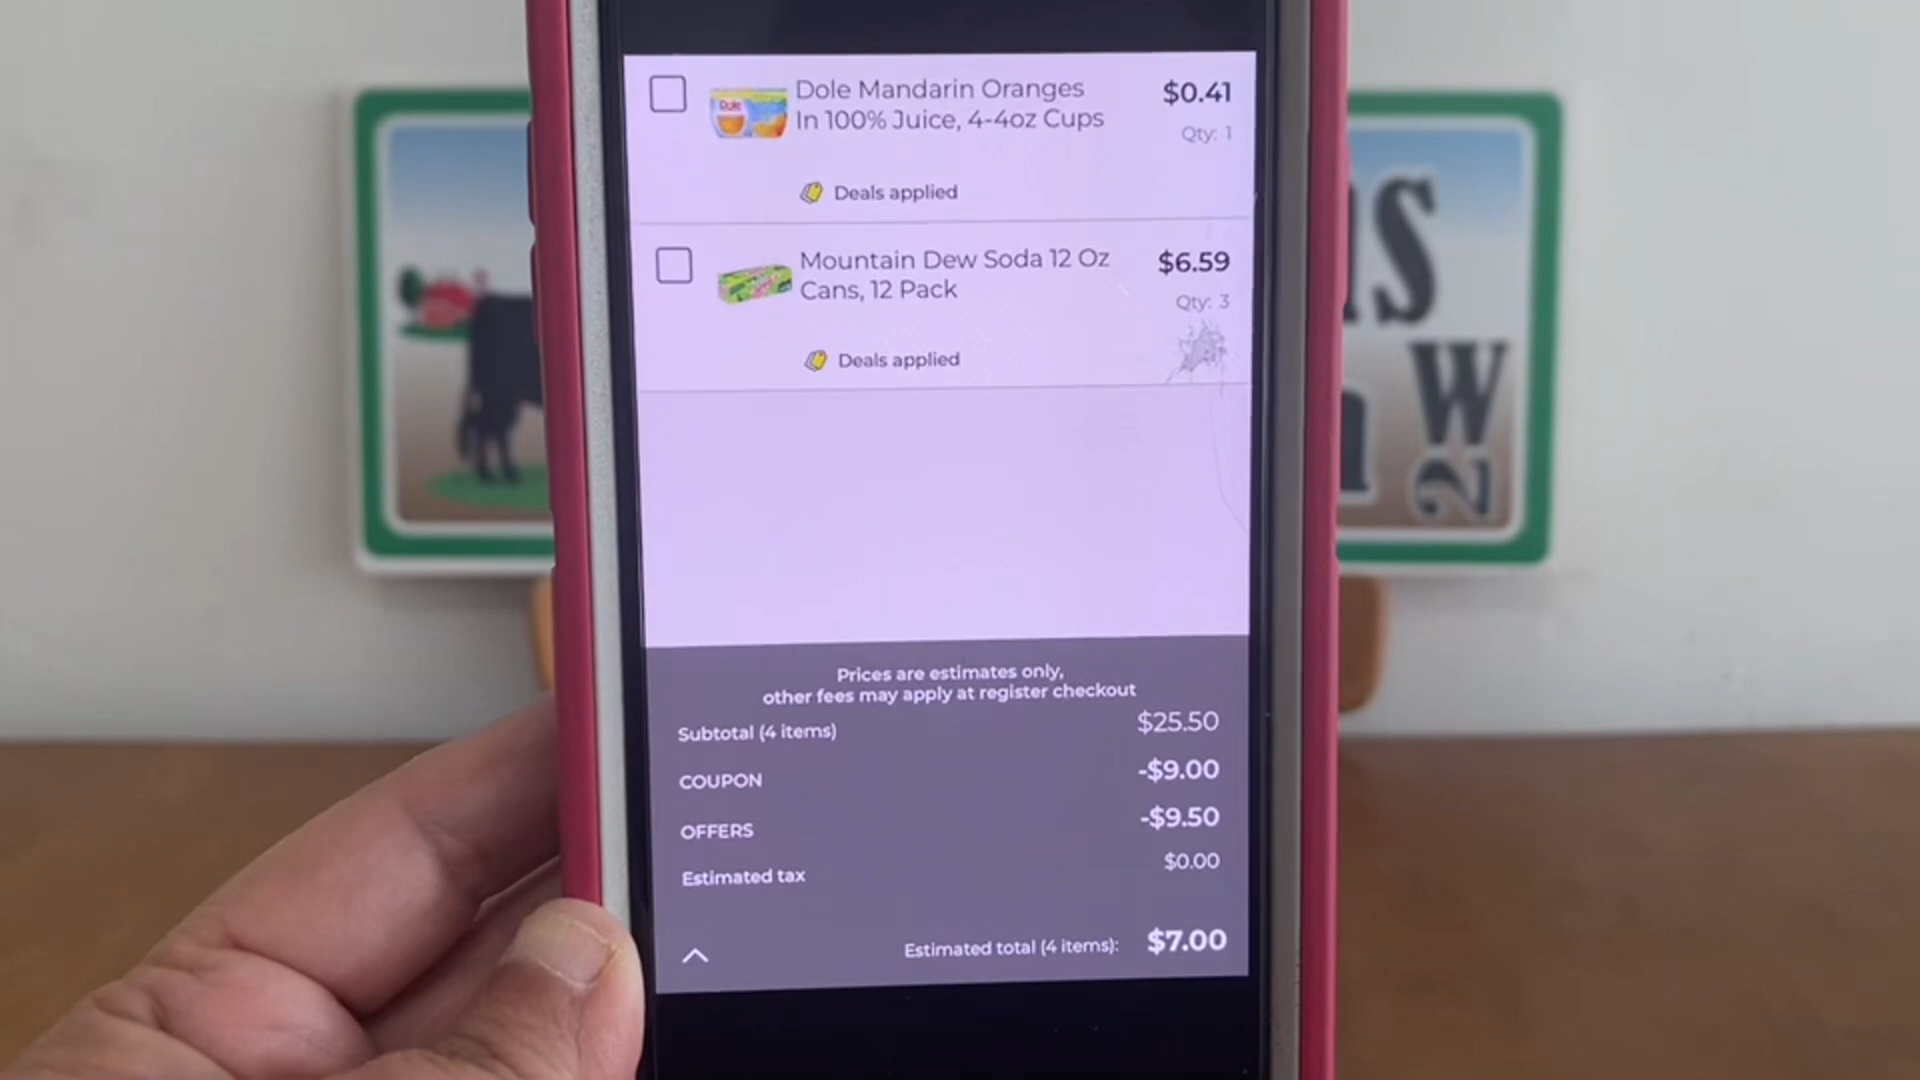 Dole Mandarin Oranges
In 100% Juice, 4-4oz Cups
$0.41
Qty: 1
Dole
Deals applied
Mountain Dew Soda 12 Oz
Cans, 12 Pack
$6.59
Qty: 3
Deals applied
Prices are estimates only,
other fees may apply at register checkout
Subtotal (4 items)
$25.50
COUPON
-$9.00
OFFERS
-$9.50
Estimated tax
$0.00
Estimated total (4 items):
$7.00